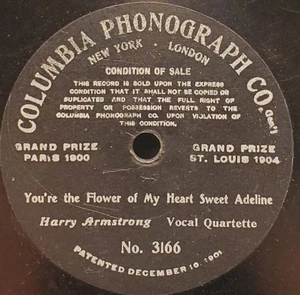 COLUMBIA PHONOGRAPH CO. Gen'l
NEW YORK - LONDON
CONDITION OF SALE
THIS RECORD IS SOLD UPON THE EXPRESS
CONDITION THAT IT SHALL NOT BE COPIED OR
DUPLICATED AND THAT THE FULL RIGHT OF
PROPERTY OR POSSESSION REVERTS TO THE
COLUMBIA PHONOGRAPH CO. UPON VIOLATION OF
THIS CONDITION.
GRAND PRIZE
PARIS 1900
GRAND PRIZE
ST. LOUIS 1904
You're the Flower of My Heart Sweet Adeline
Harry Armstrong Vocal Quartette
No. 3166
PATENTED DECEMBER 10, 1901